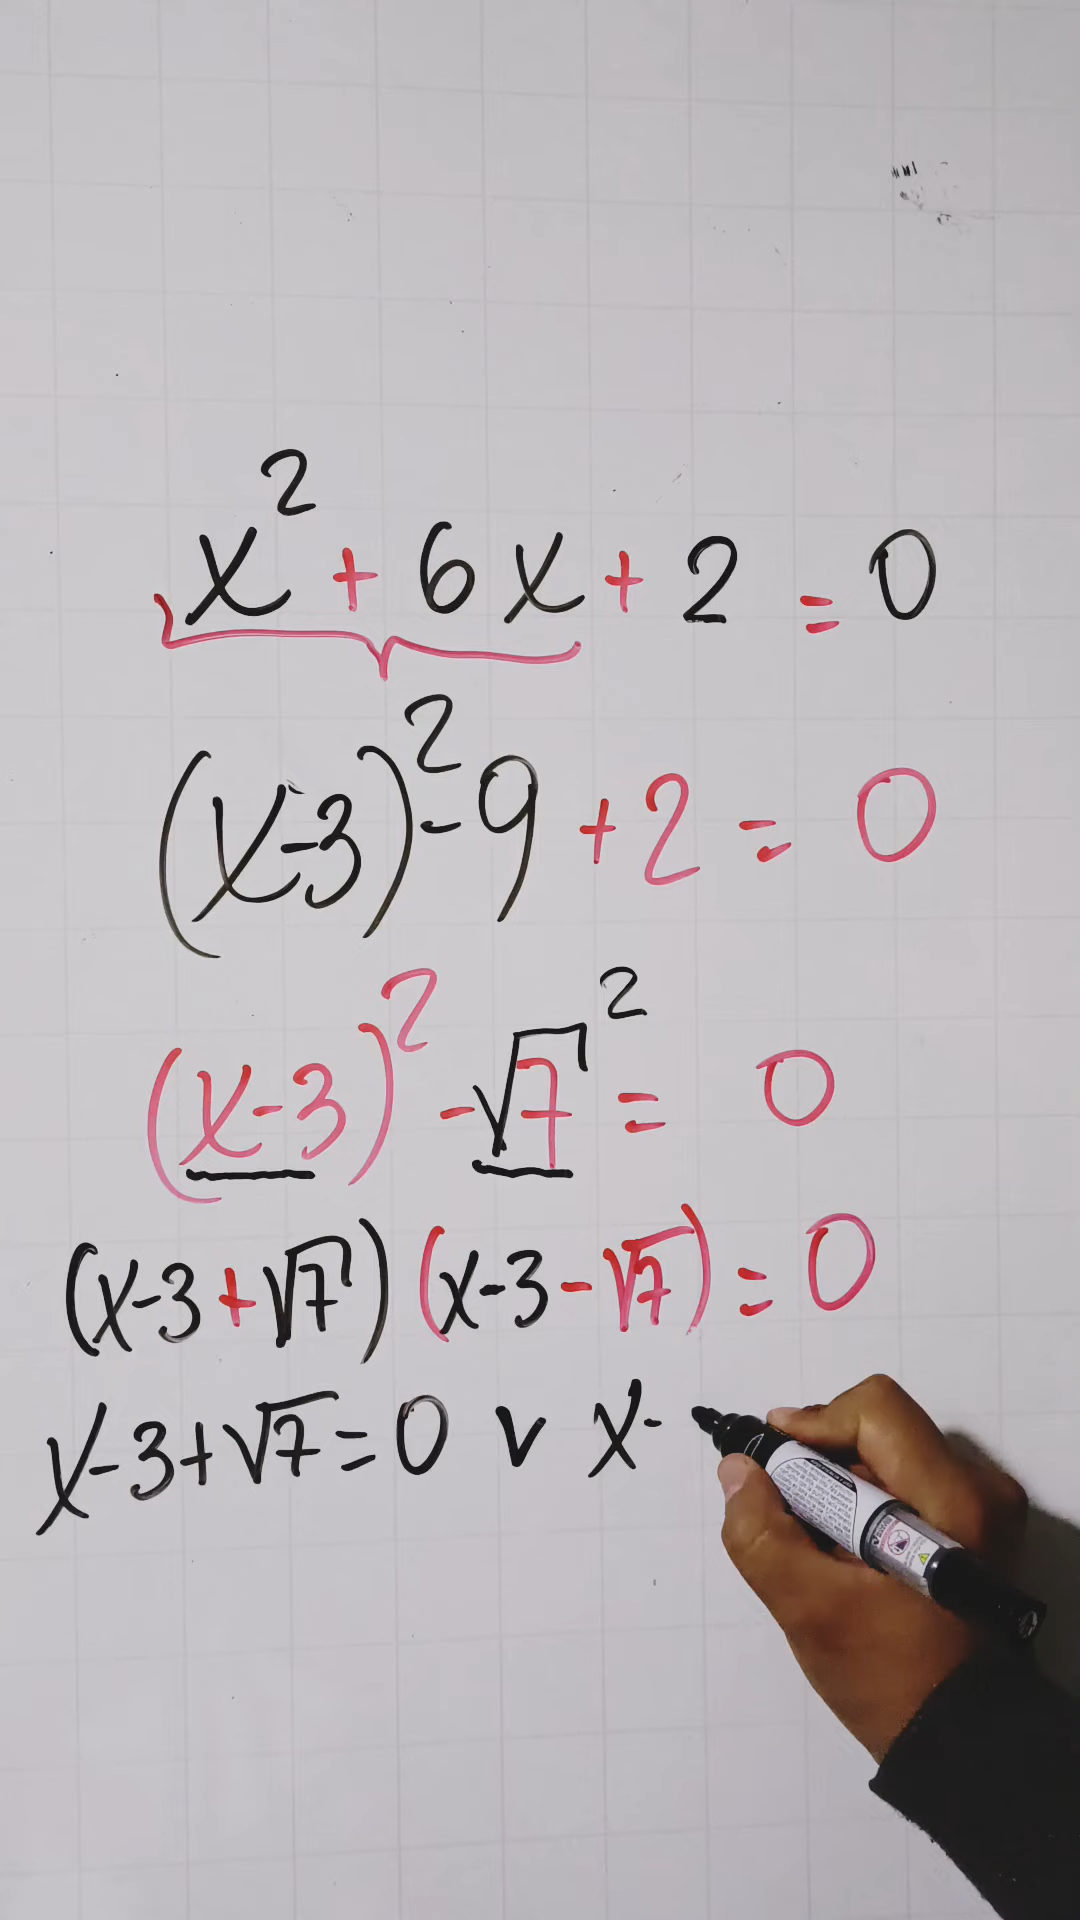 x² + 6x + 2 = 0
(x-3)² - 9 + 2 = 0
(x-3)² - √7² = 0
(x-3+√7)(x-3-√7) = 0
x-3+√7=0 v x-